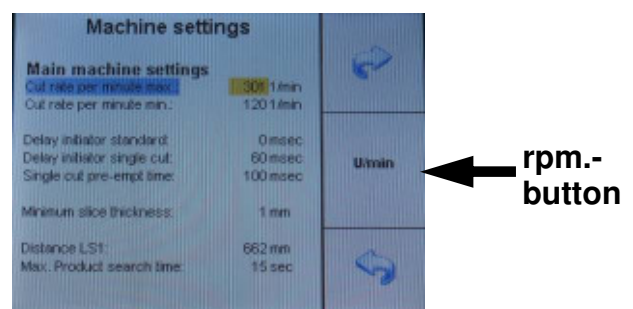 Machine settings
Main machine settings
Cut rate per minute max.: 301 1/min
Cut rate per minute min.: 120 1/min
Delay initiator standard: 0 msec
Delay initiator single cut: 60 msec
Single cut pre-empt time: 100 msec
Minimum slice thickness: 1 mm
Distance LS1: 662 mm
Max. Product search time: 15 sec
U/min
rpm.-
button